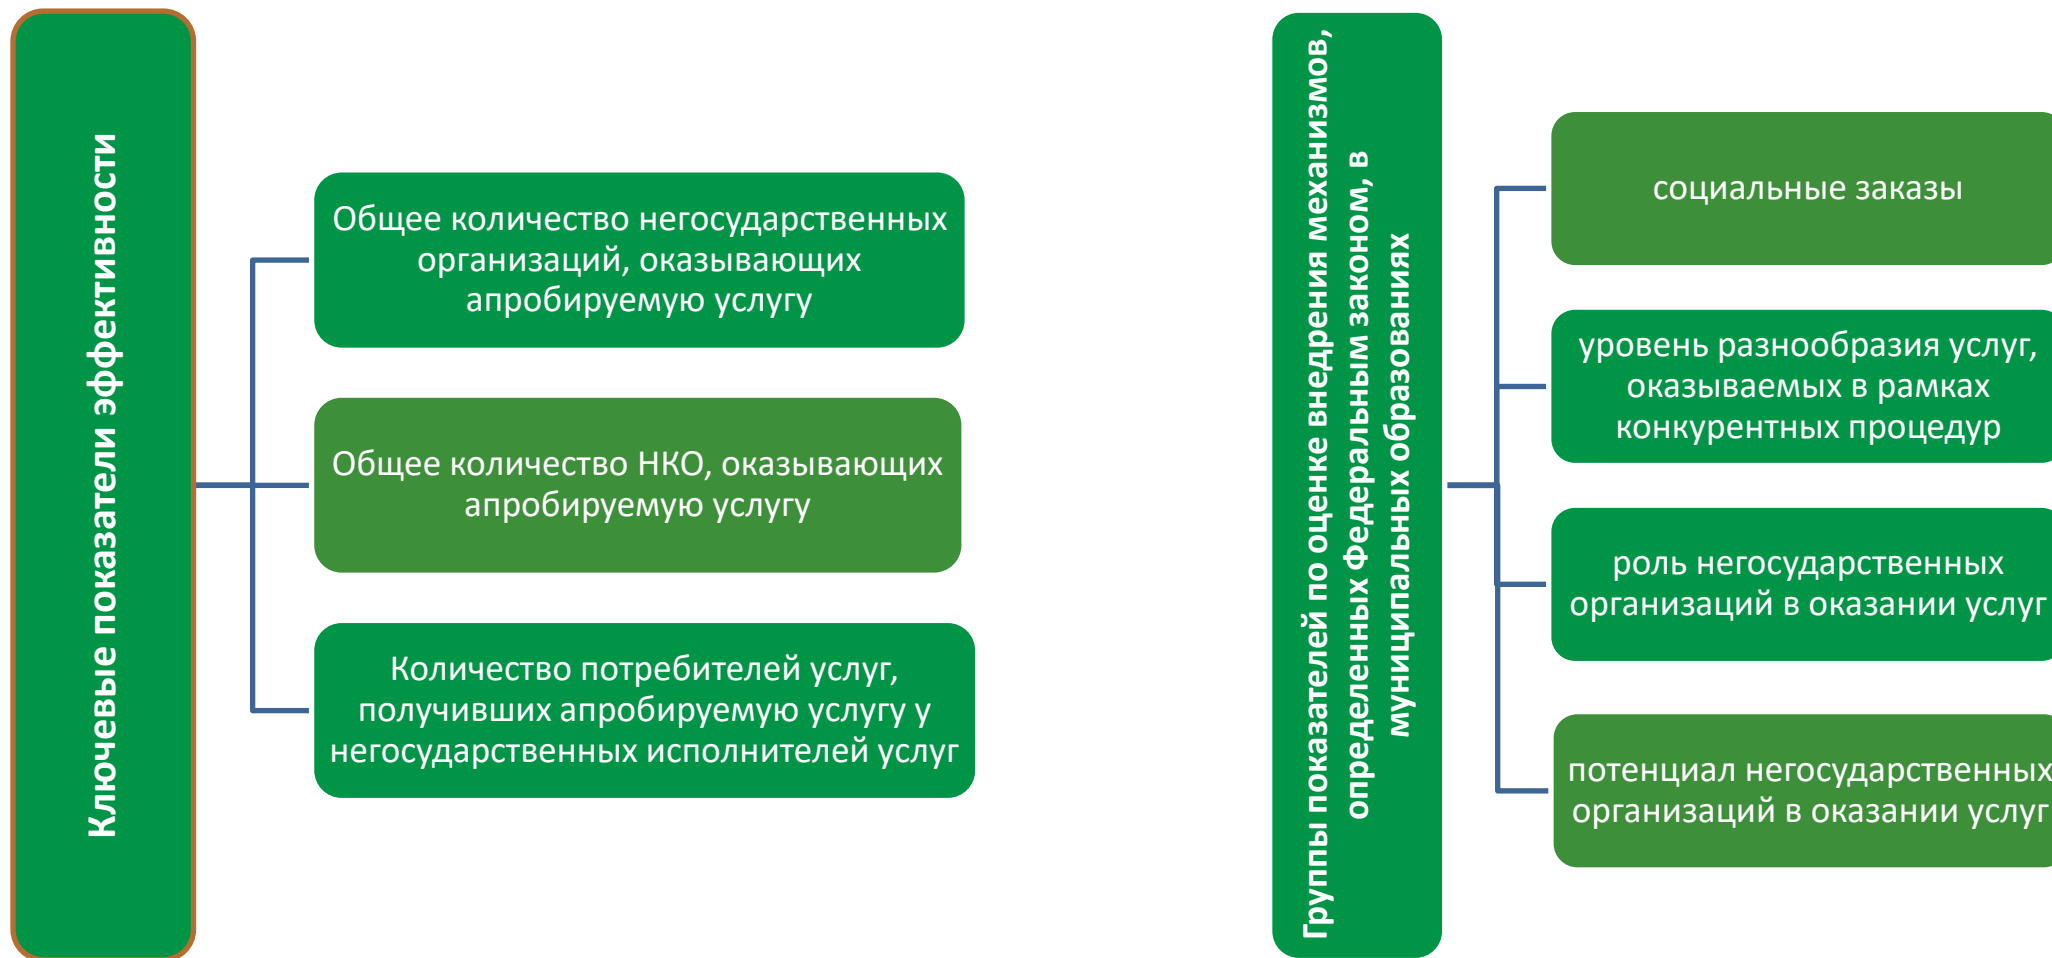 Ключевые показатели эффективности
Общее количество негосударственных
организаций, оказывающих
апробируемую услугу
Общее количество НКО, оказывающих
апробируемую услугу
Количество потребителей услуг,
получивших апробируемую услугу у
негосударственных исполнителей услуг
Группы показателей по оценке внедрения механизмов,
определенных Федеральным законом, в
муниципальных образованиях
социальные заказы
уровень разнообразия услуг,
оказываемых в рамках
конкурентных процедур
роль негосударственных
организаций в оказании услуг
потенциал негосударственных
организаций в оказании услуг